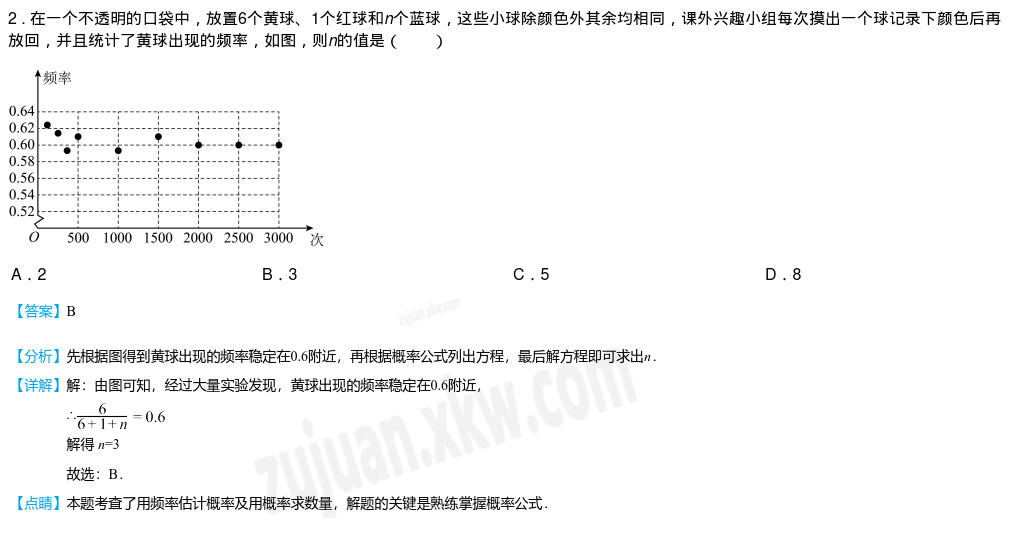 2．在一个不透明的口袋中，放置6个黄球、1个红球和n个蓝球，这些小球除颜色外其余均相同，课外兴趣小组每次摸出一个球记录下颜色后再
放回，并且统计了黄球出现的频率，如图，则n的值是（　　）
频率
0.64
0.62
0.60
0.58
0.56
0.54
0.52
O 500 1000 1500 2000 2500 3000 次
A．2 B．3 C．5 D．8
【答案】B
zujuan.xkw.com
【分析】先根据图得到黄球出现的频率稳定在0.6附近，再根据概率公式列出方程，最后解方程即可求出n．
【详解】解：由图可知，经过大量实验发现，黄球出现的频率稳定在0.6附近，
∴6/(6+1+n)=0.6
解得 n=3
故选：B．
zujuan.xkw.com
【点睛】本题考查了用频率估计概率及用概率求数量，解题的关键是熟练掌握概率公式．